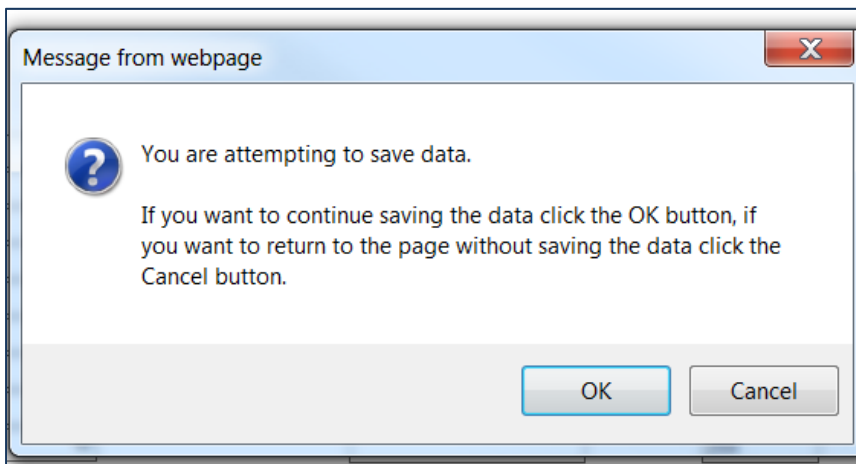 Message from webpage
X
?
You are attempting to save data.
If you want to continue saving the data click the OK button, if
you want to return to the page without saving the data click the
Cancel button.
OK
Cancel